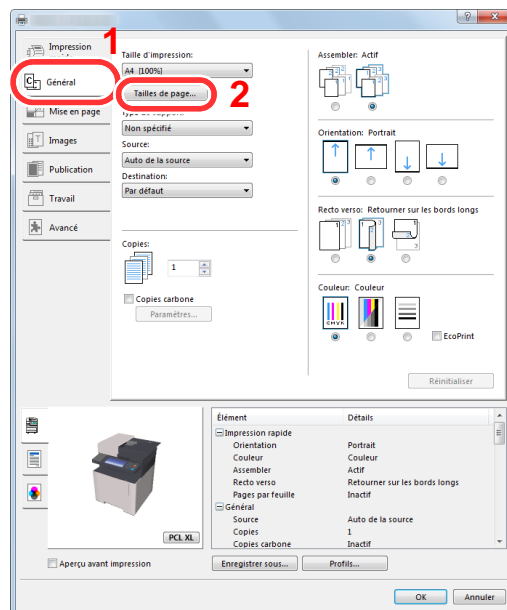 1
Impression
Général
Mise en page
Images
Publication
Travail
Avancé
Taille d'impression:
A4 [100%]
Tailles de page...
2
Non spécifié
Source:
Auto de la source
Destination:
Par défaut
Copies:
1
Copies carbone
Paramètres...
Assembler: Actif
Orientation: Portrait
Recto verso: Retourner sur les bords longs
Couleur: Couleur
CMYK
EcoPrint
Réinitialiser
PCL XL
Aperçu avant impression
Élément Détails
Impression rapide
Orientation Portrait
Couleur Couleur
Assembler Actif
Recto verso Retourner sur les bords longs
Pages par feuille Inactif
Général
Source Auto de la source
Copies 1
Copies carbone Inactif
Enregistrer sous... Profils...
OK Annuler